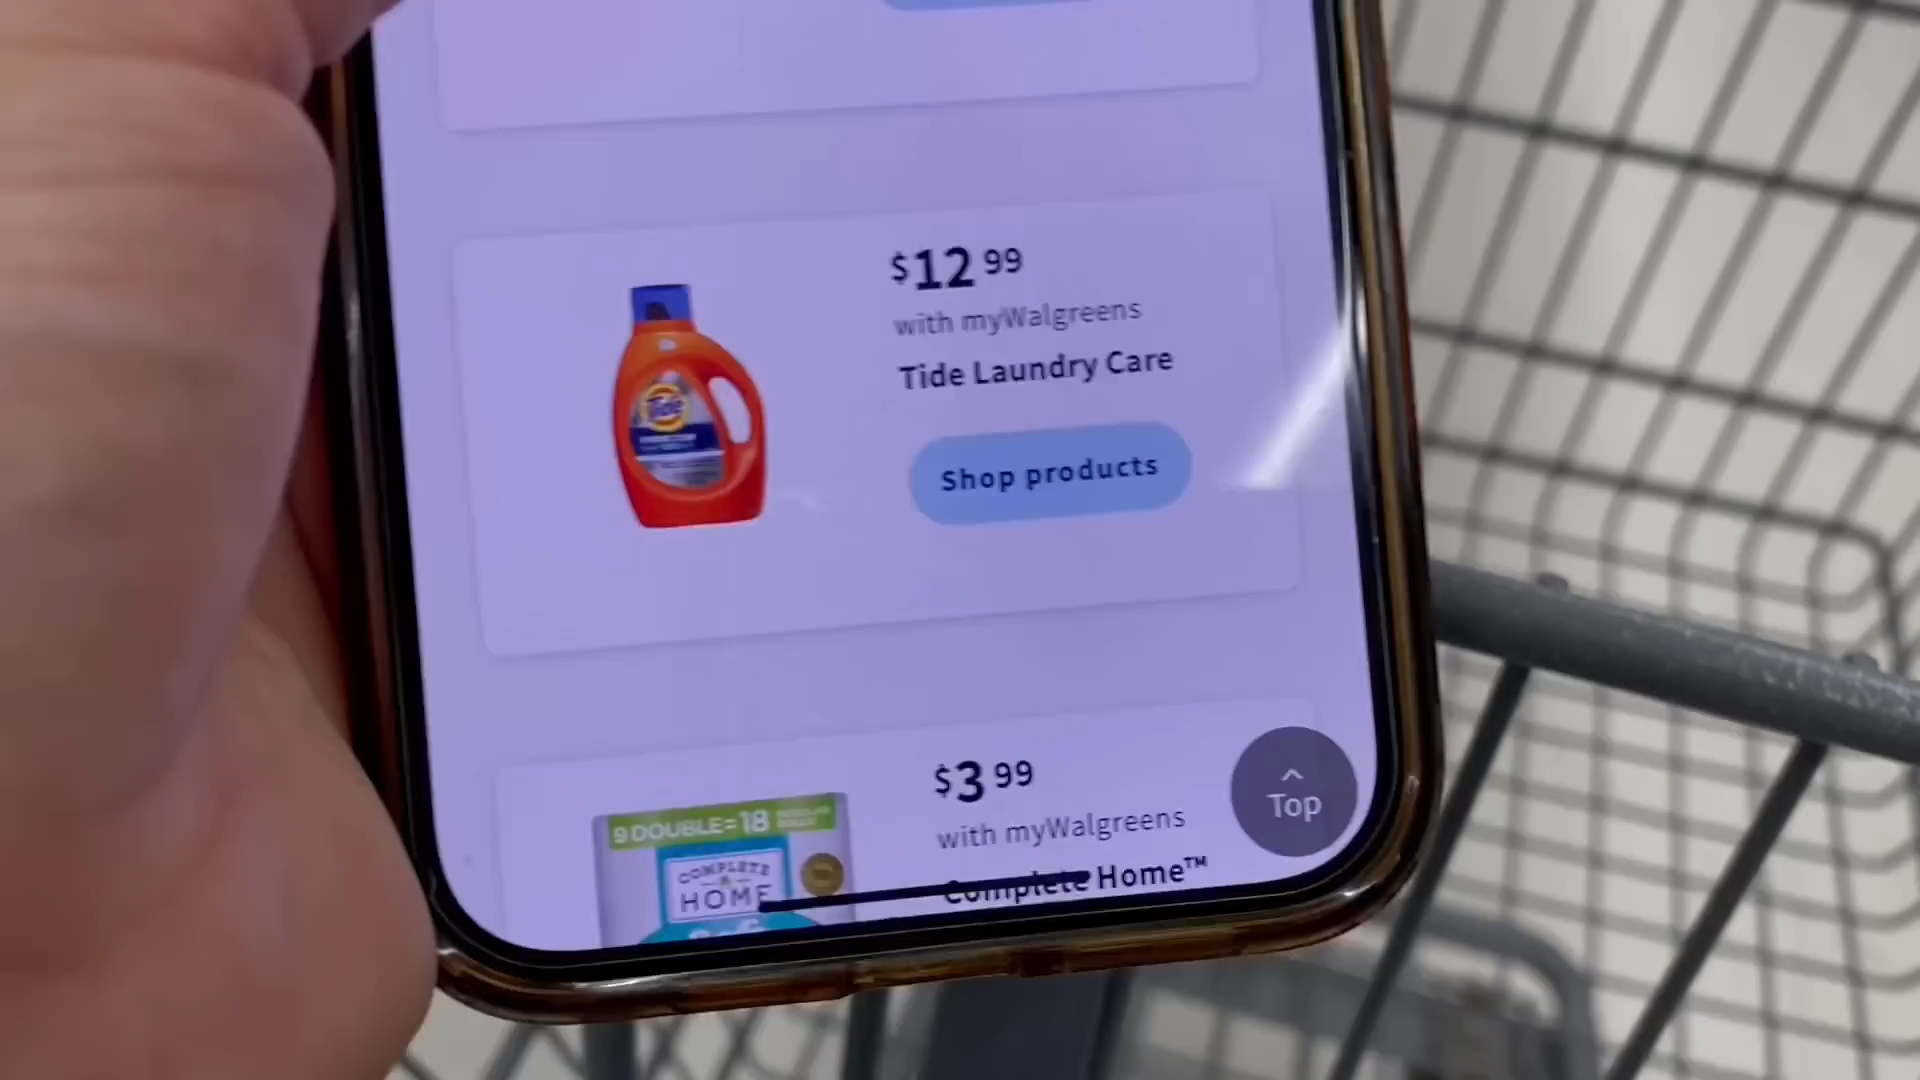 $12 99
with myWalgreens
Tide Laundry Care
Tide
Shop products
$3 99
with myWalgreens
Complete Home™
9 DOUBLE=18
COMPLETE
HOME
Top